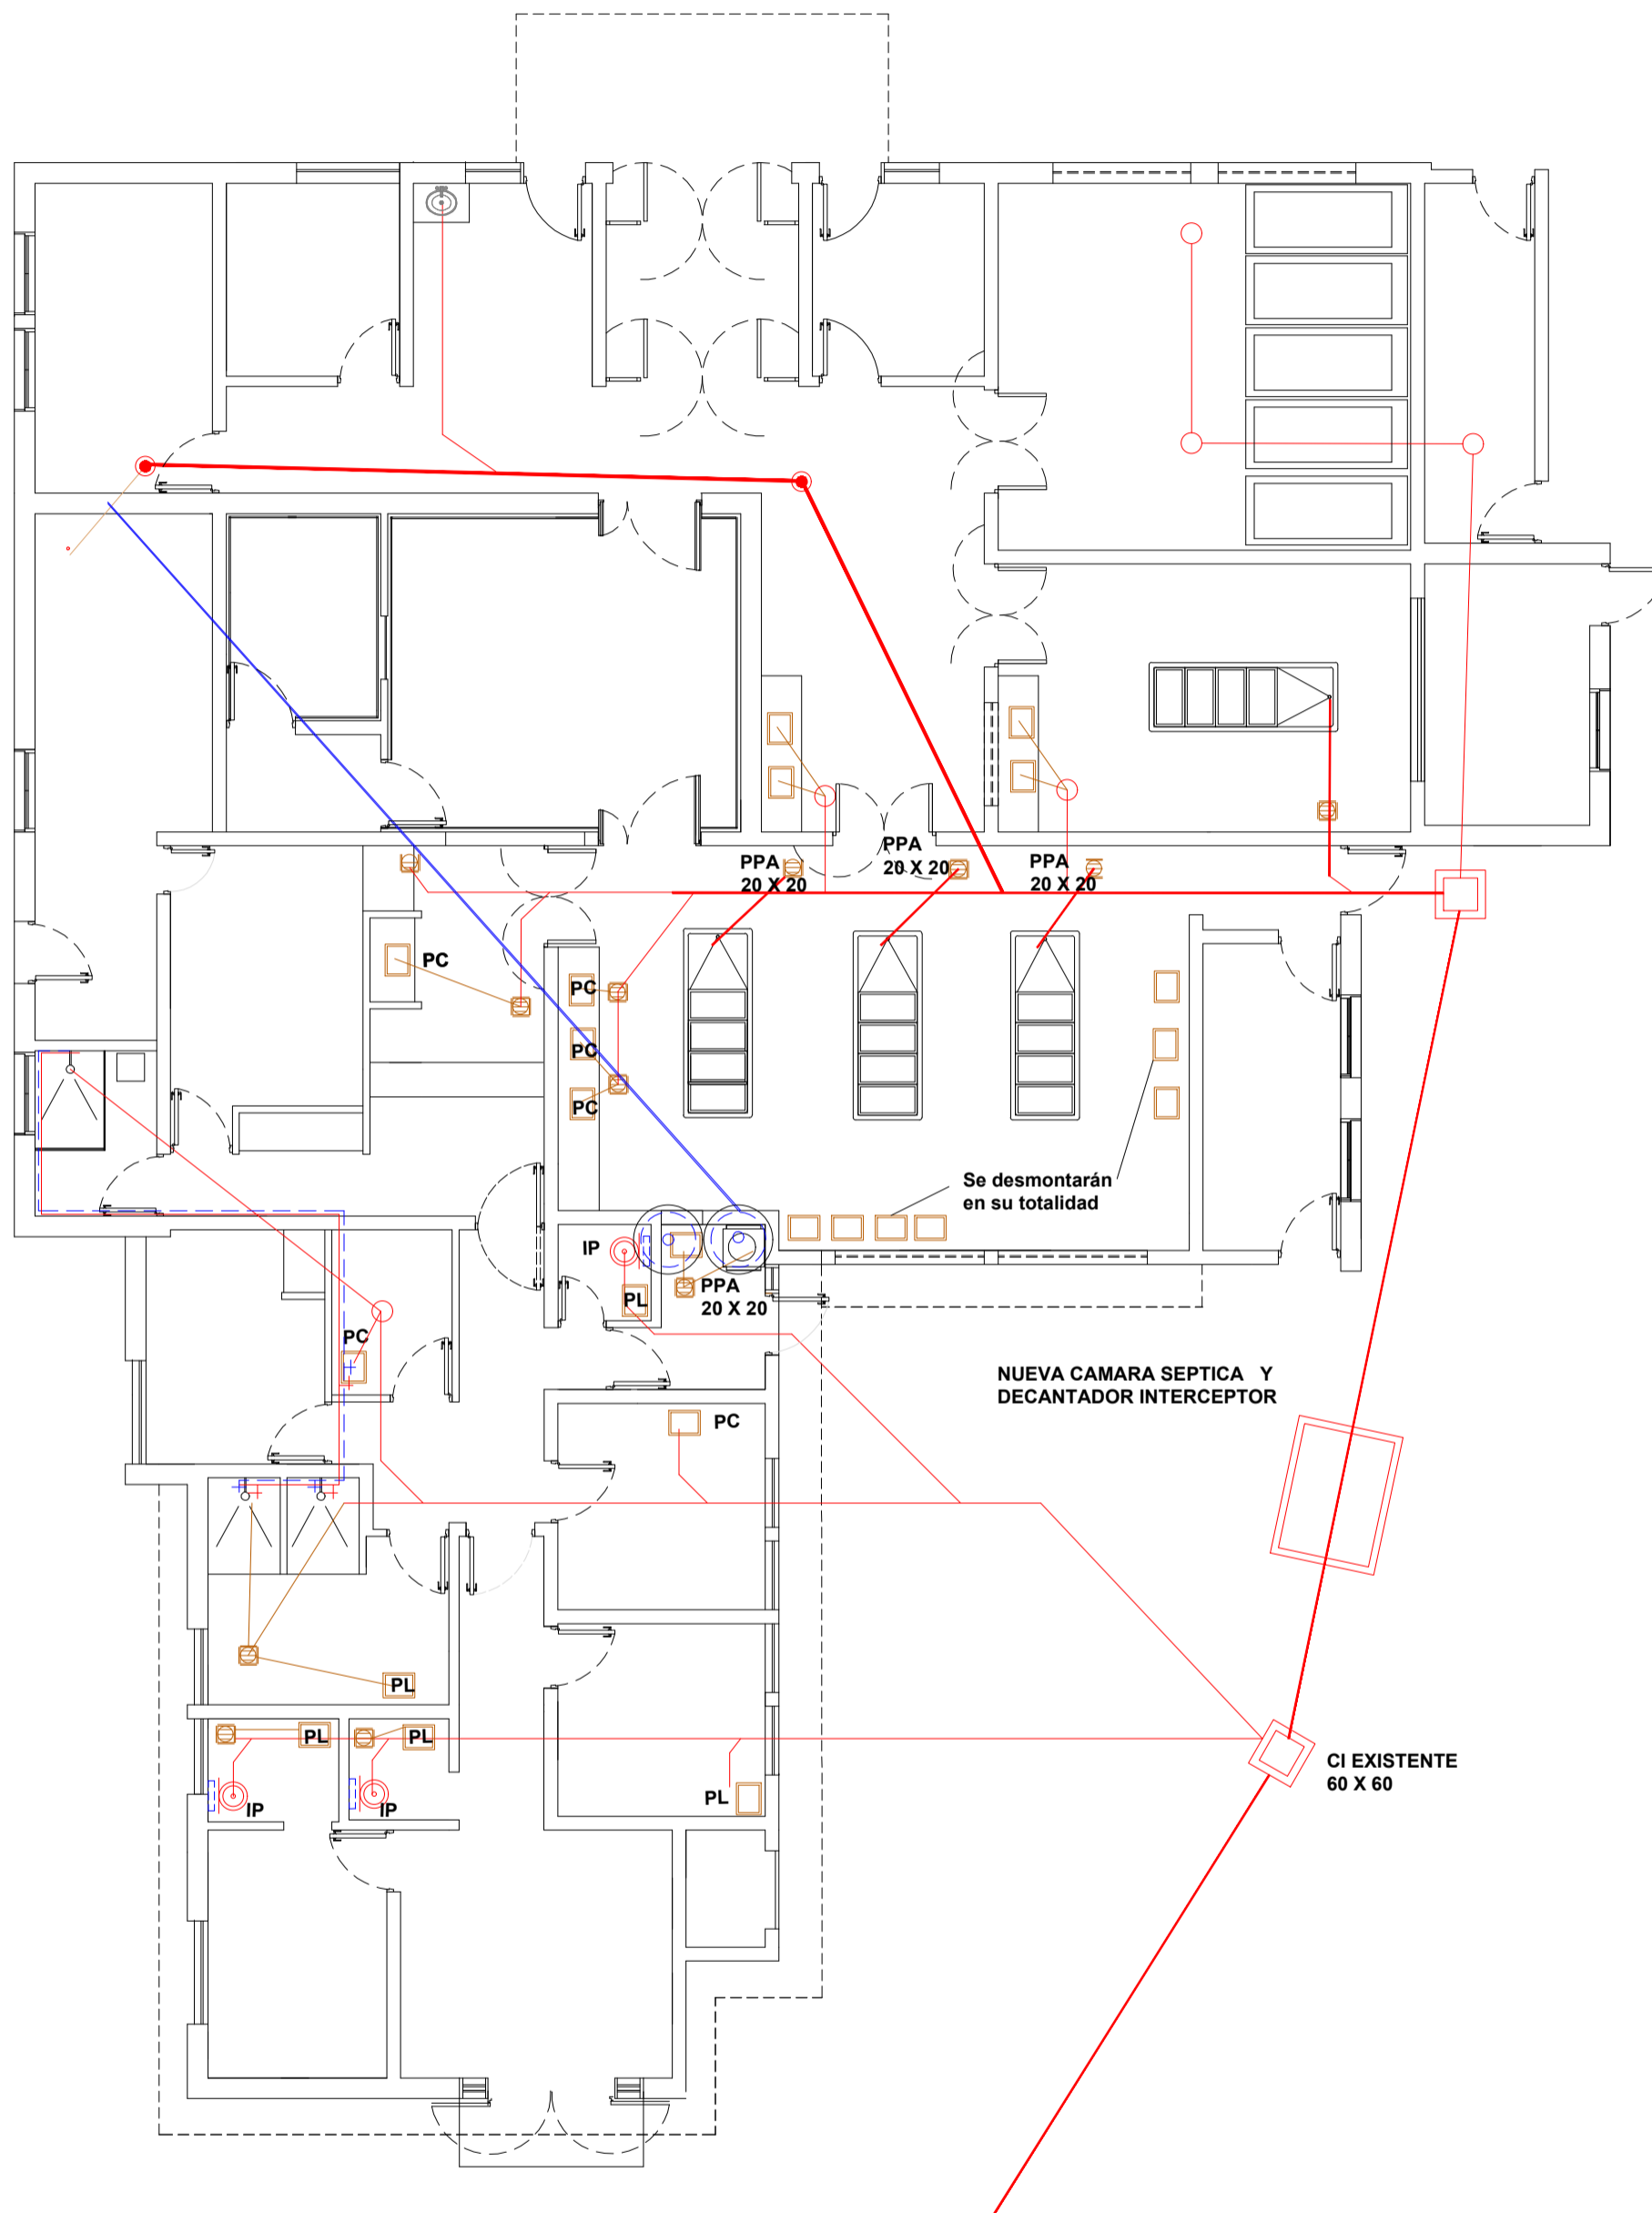 PPA
20 X 20
PPA
20 X 20
PPA
20 X 20
PC
PC
PC
PC
Se desmontarán
en su totalidad
IP
PL
PPA
20 X 20
PC
NUEVA CAMARA SEPTICA Y
DECANTADOR INTERCEPTOR
PC
PL
PL
PL
IP
IP
PL
CI EXISTENTE
60 X 60